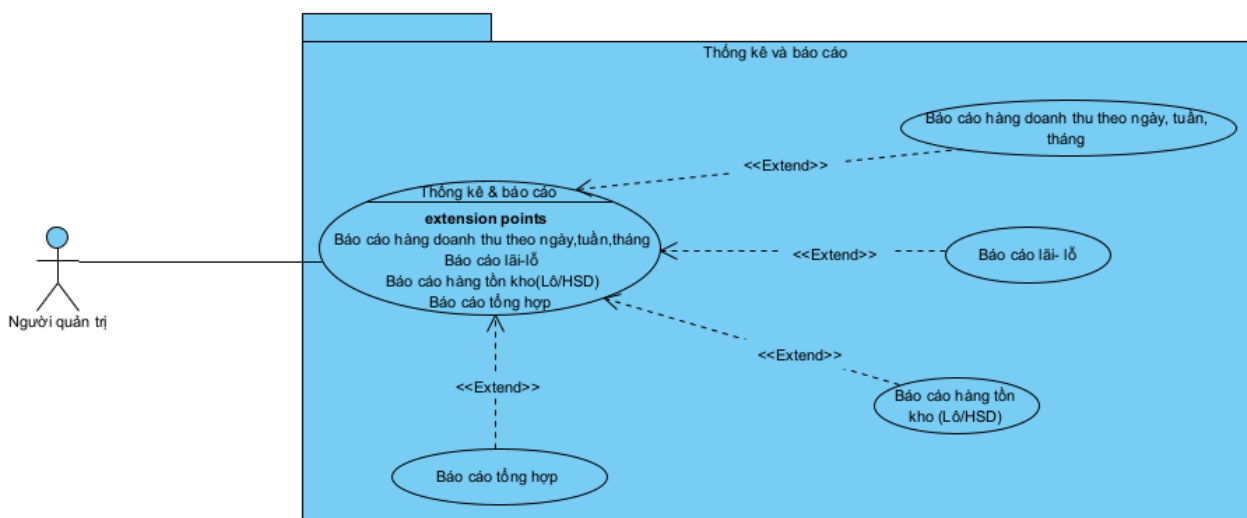 Thống kê và báo cáo
Báo cáo hàng doanh thu theo ngày, tuần,
tháng
<<Extend>>
Thống kê & báo cáo
extension points
Báo cáo hàng doanh thu theo ngày,tuần,tháng
Báo cáo lãi-lỗ
Báo cáo hàng tồn kho(Lô/HSD)
Báo cáo tổng hợp
<<Extend>>
Báo cáo lãi- lỗ
Người quản trị
<<Extend>>
Báo cáo hàng tồn
kho (Lô/HSD)
<<Extend>>
Báo cáo tổng hợp